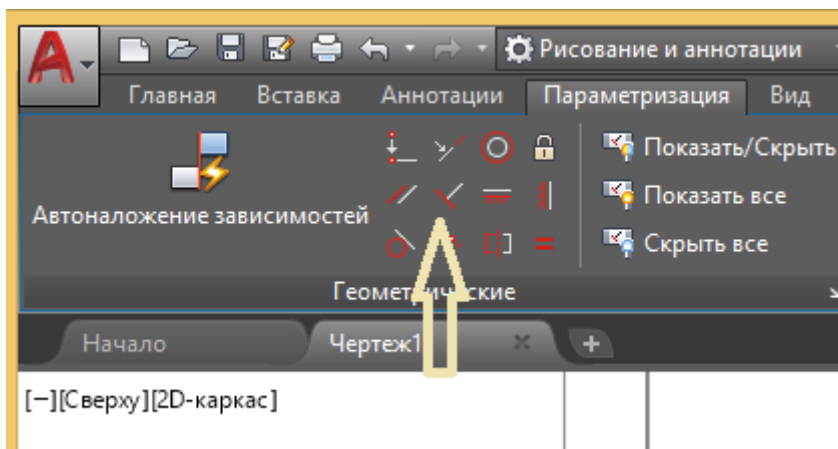 Рисование и аннотации
Главная Вставка Аннотации Параметризация Вид
Показать/Скрыть
Автоналожение зависимостей
Показать все
Скрыть все
Геометрические
Начало Чертеж1
[−][Сверху][2D-каркас]